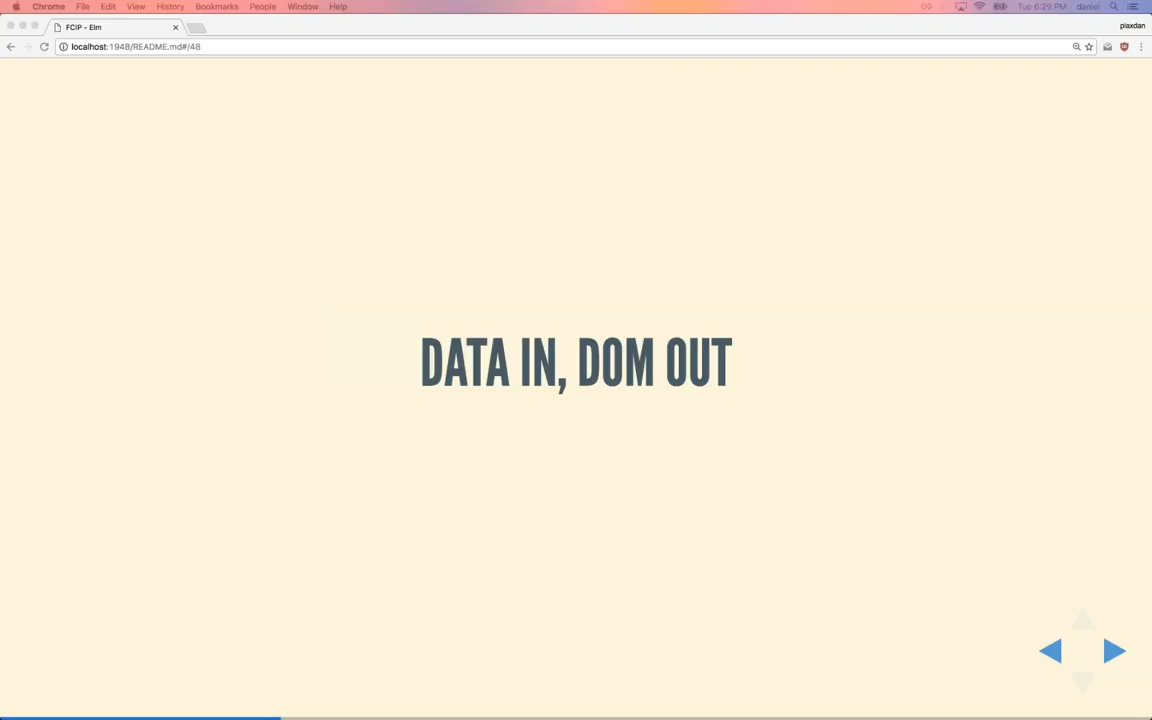 Chrome File Edit View History Bookmarks People Window Help Tue 6:29 PM daniel
FCIP - Elm
plaxdan
localhost:1948/README.md#/48
DATA IN, DOM OUT